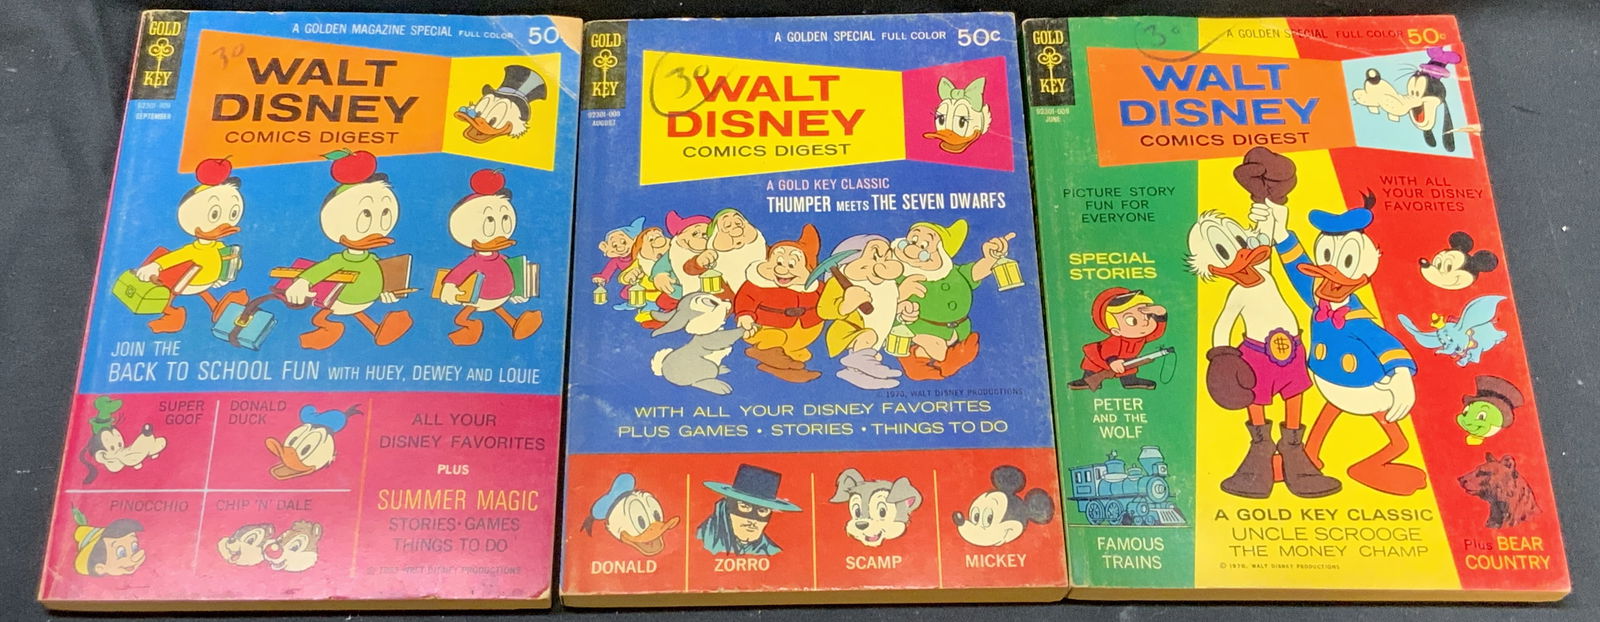 GOLD
KEY
A GOLDEN MAGAZINE SPECIAL FULL COLOR 50
30
WALT
DISNEY
COMICS DIGEST
SEPTEMBER
JOIN THE
BACK TO SCHOOL FUN WITH HUEY, DEWEY AND LOUIE
SUPER
GOOF
DONALD
DUCK
PINOCCHIO
CHIP 'N' DALE
ALL YOUR
DISNEY FAVORITES
PLUS
SUMMER MAGIC
STORIES • GAMES
THINGS TO DO
WALT DISNEY PRODUCTIONS
GOLD
KEY
A GOLDEN SPECIAL FULL COLOR 50¢
30
WALT
DISNEY
COMICS DIGEST
AUGUST
A GOLD KEY CLASSIC
THUMPER MEETS THE SEVEN DWARFS
© 1970, WALT DISNEY PRODUCTIONS
WITH ALL YOUR DISNEY FAVORITES
PLUS GAMES • STORIES • THINGS TO DO
DONALD
ZORRO
SCAMP
MICKEY
GOLD
KEY
A GOLDEN SPECIAL FULL COLOR 50¢
30
WALT
DISNEY
COMICS DIGEST
JUNE
PICTURE STORY
FUN FOR
EVERYONE
SPECIAL
STORIES
PETER
AND THE
WOLF
FAMOUS
TRAINS
WITH ALL
YOUR DISNEY
FAVORITES
$
A GOLD KEY CLASSIC
UNCLE SCROOGE
THE MONEY CHAMP
© 1970, WALT DISNEY PRODUCTIONS
Plus BEAR
COUNTRY